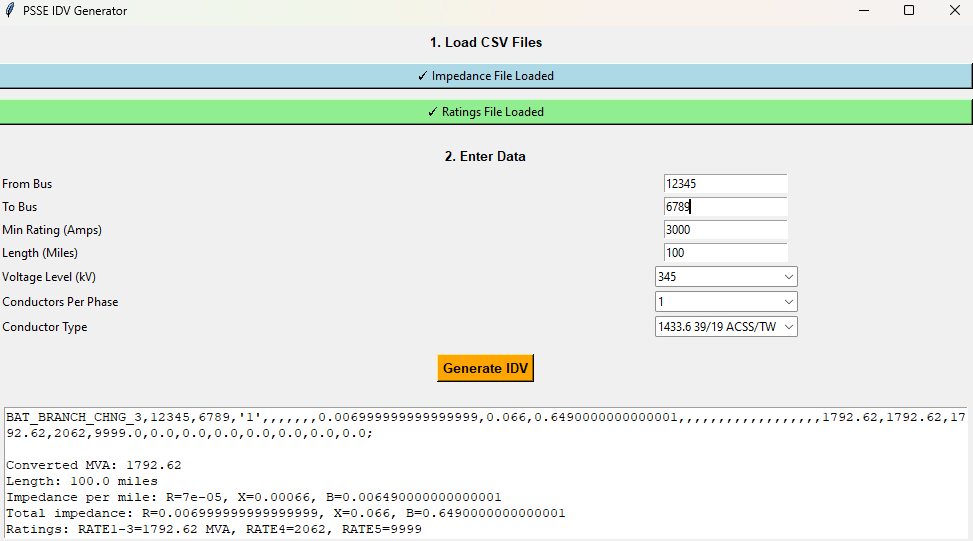 PSSE IDV Generator
1. Load CSV Files
✓ Impedance File Loaded
✓ Ratings File Loaded
2. Enter Data
From Bus 12345
To Bus 6789
Min Rating (Amps) 3000
Length (Miles) 100
Voltage Level (kV) 345
Conductors Per Phase 1
Conductor Type 1433.6 39/19 ACSS/TW
Generate IDV
BAT_BRANCH_CHNG_3,12345,6789,'1',,,,,,,0.006999999999999999,0.066,0.6490000000000001,,,,,,,,,,,,,,,,,,,1792.62,1792.62,17
92.62,2062,9999.0,0.0,0.0,0.0,0.0,0.0,0.0,0.0;
Converted MVA: 1792.62
Length: 100.0 miles
Impedance per mile: R=7e-05, X=0.00066, B=0.006490000000000001
Total impedance: R=0.006999999999999999, X=0.066, B=0.6490000000000001
Ratings: RATE1-3=1792.62 MVA, RATE4=2062, RATE5=9999